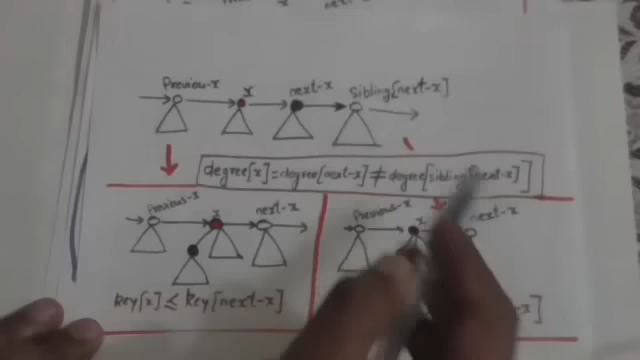 Previous-x x next-x Sibling[next-x]
degree[x] = degree[next-x] ≠ degree[sibling[next-x]]
Previous-x x next-x
Previous-x x next-x
key[x] ≤ key[next-x]
-x]